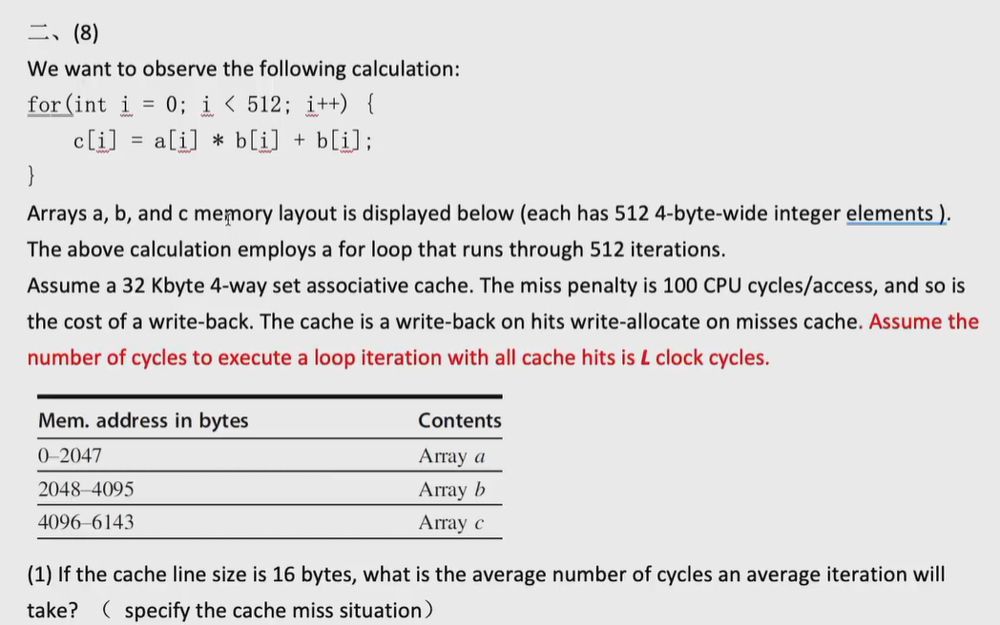 二、(8)
We want to observe the following calculation:
for(int i = 0; i < 512; i++) {
c[i] = a[i] * b[i] + b[i];
}
Arrays a, b, and c memory layout is displayed below (each has 512 4-byte-wide integer elements ).
The above calculation employs a for loop that runs through 512 iterations.
Assume a 32 Kbyte 4-way set associative cache. The miss penalty is 100 CPU cycles/access, and so is
the cost of a write-back. The cache is a write-back on hits write-allocate on misses cache. Assume the
number of cycles to execute a loop iteration with all cache hits is L clock cycles.
Mem. address in bytes Contents
0–2047 Array a
2048–4095 Array b
4096–6143 Array c
(1) If the cache line size is 16 bytes, what is the average number of cycles an average iteration will
take? （ specify the cache miss situation）